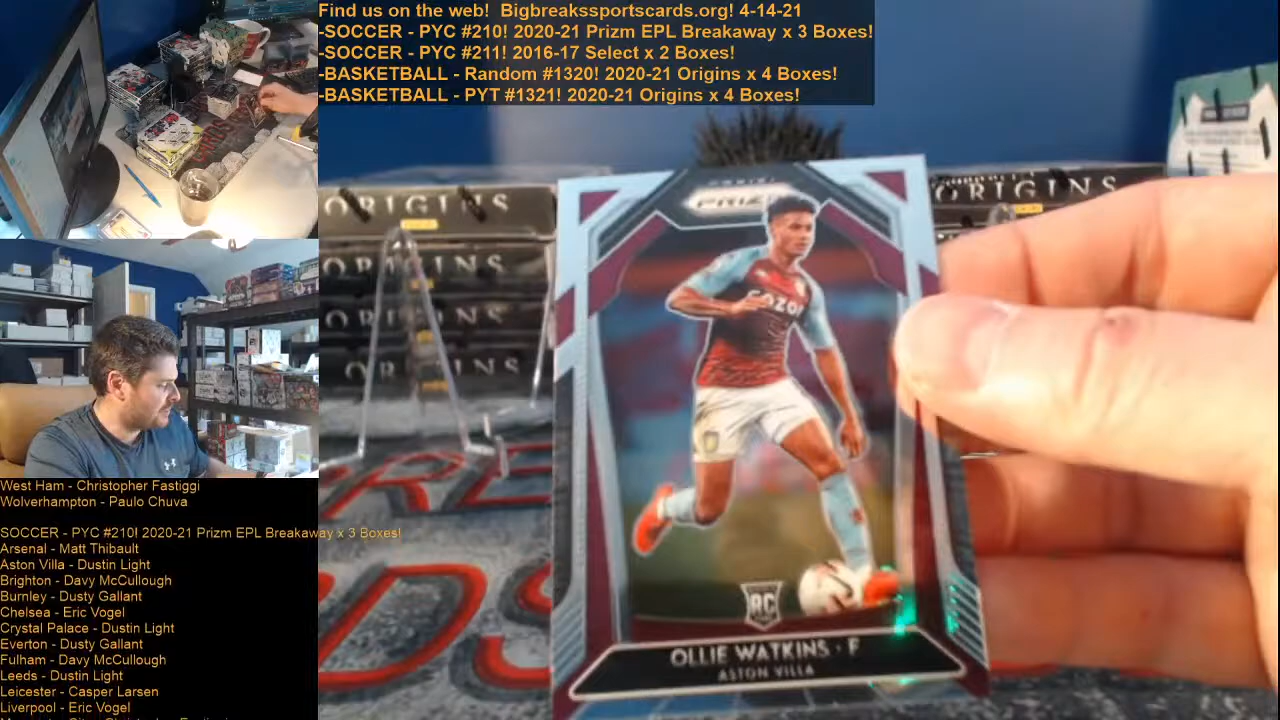 Find us on the web!  Bigbreakssportscards.org! 4-14-21
-SOCCER - PYC #210! 2020-21 Prizm EPL Breakaway x 3 Boxes!
-SOCCER - PYC #211! 2016-17 Select x 2 Boxes!
-BASKETBALL - Random #1320! 2020-21 Origins x 4 Boxes!
-BASKETBALL - PYT #1321! 2020-21 Origins x 4 Boxes!
ORIGINS
ORIGINS
ORIGINS
ORIGINS
ORIGINS
PANINI
PRIZM
CAZOO
RC
OLLIE WATKINS · F
ASTON VILLA
West Ham - Christopher Fastiggi
Wolverhampton - Paulo Chuva
SOCCER - PYC #210! 2020-21 Prizm EPL Breakaway x 3 Boxes!
Arsenal - Matt Thibault
Aston Villa - Dustin Light
Brighton - Davy McCullough
Burnley - Dusty Gallant
Chelsea - Eric Vogel
Crystal Palace - Dustin Light
Everton - Dusty Gallant
Fulham - Davy McCullough
Leeds - Dustin Light
Leicester - Casper Larsen
Liverpool - Eric Vogel